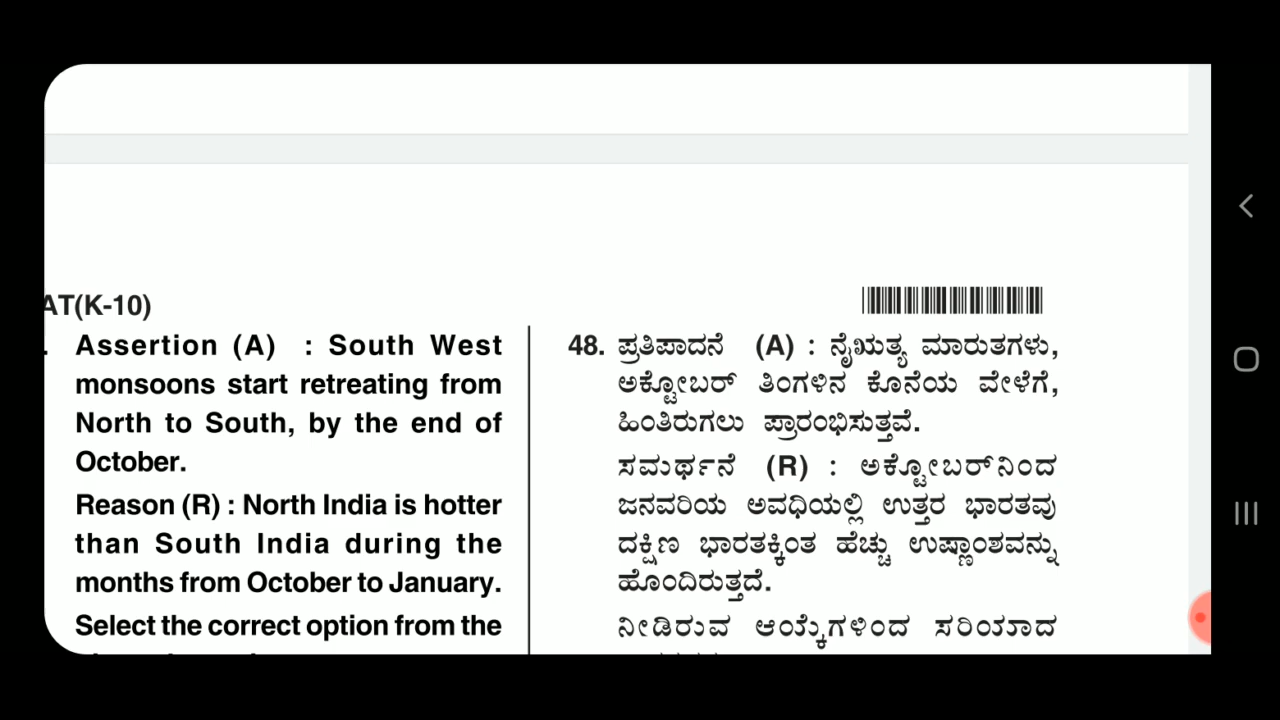 AT(K-10)
. Assertion (A) : South West
monsoons start retreating from
North to South, by the end of
October.
Reason (R) : North India is hotter
than South India during the
months from October to January.
Select the correct option from the
48. ಪ್ರತಿಪಾದನೆ (A) : ನೈಋತ್ಯ ಮಾರುತಗಳು,
ಅಕ್ಟೋಬರ್ ತಿಂಗಳಿನ ಕೊನೆಯ ವೇಳೆಗೆ,
ಹಿಂತಿರುಗಲು ಪ್ರಾರಂಭಿಸುತ್ತವೆ.
ಸಮರ್ಥನೆ (R) : ಅಕ್ಟೋಬರ್‌ನಿಂದ
ಜನವರಿಯ ಅವಧಿಯಲ್ಲಿ ಉತ್ತರ ಭಾರತವು
ದಕ್ಷಿಣ ಭಾರತಕ್ಕಿಂತ ಹೆಚ್ಚು ಉಷ್ಣಾಂಶವನ್ನು
ಹೊಂದಿರುತ್ತದೆ.
ನೀಡಿರುವ ಆಯ್ಕೆಗಳಿಂದ ಸರಿಯಾದ